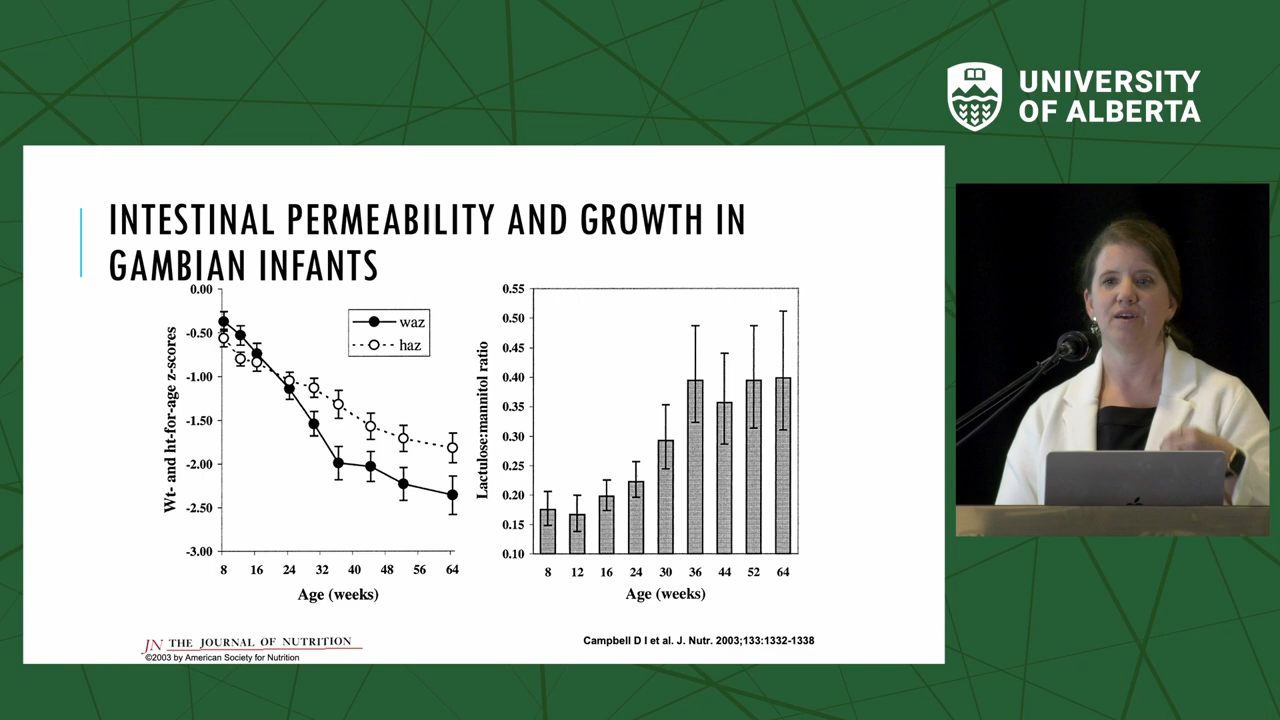 UNIVERSITY
OF ALBERTA
INTESTINAL PERMEABILITY AND GROWTH IN
GAMBIAN INFANTS
Wt- and ht-for-age z-scores
0.00
-0.50
-1.00
-1.50
-2.00
-2.50
-3.00
waz
haz
8 16 24 32 40 48 56 64
Age (weeks)
Lactulose:mannitol ratio
0.55
0.50
0.45
0.40
0.35
0.30
0.25
0.20
0.15
0.10
8 12 16 24 30 36 44 52 64
Age (weeks)
JN THE JOURNAL OF NUTRITION
©2003 by American Society for Nutrition
Campbell D I et al. J. Nutr. 2003;133:1332-1338